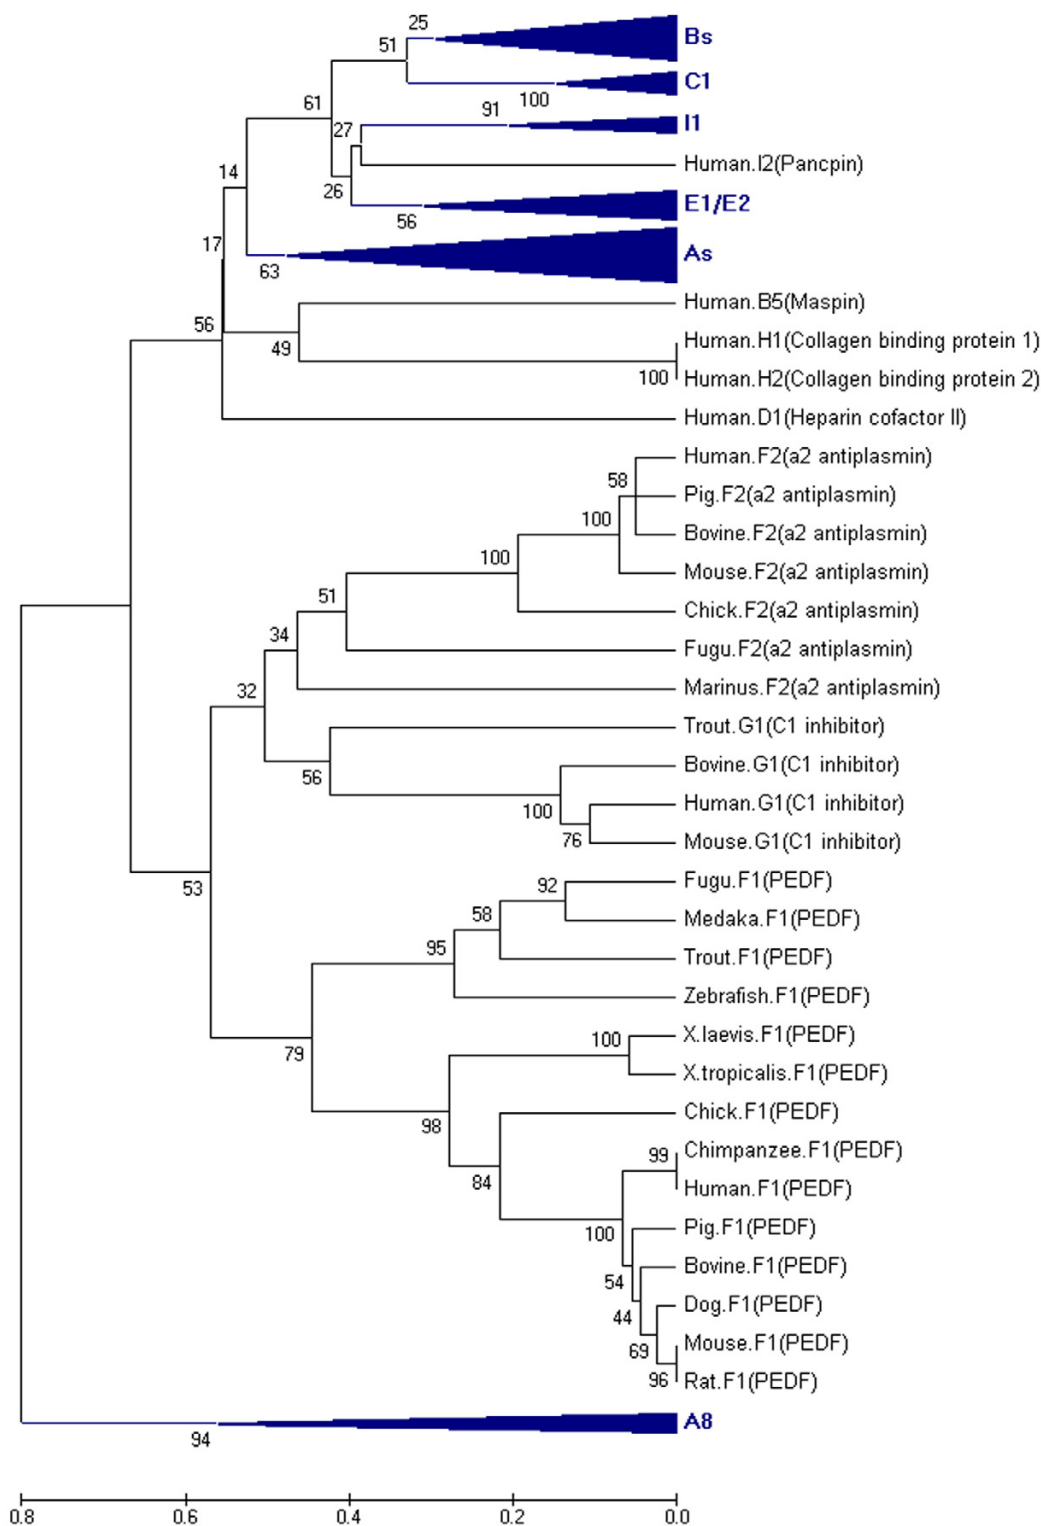 25
Bs
51
C1
100
61
91
I1
27
Human.I2(Pancpin)
14
26
E1/E2
56
17
As
63
Human.B5(Maspin)
56
49
Human.H1(Collagen binding protein 1)
100
Human.H2(Collagen binding protein 2)
Human.D1(Heparin cofactor II)
Human.F2(a2 antiplasmin)
58
Pig.F2(a2 antiplasmin)
100
Bovine.F2(a2 antiplasmin)
100
Mouse.F2(a2 antiplasmin)
51
Chick.F2(a2 antiplasmin)
34
Fugu.F2(a2 antiplasmin)
32
Marinus.F2(a2 antiplasmin)
Trout.G1(C1 inhibitor)
56
Bovine.G1(C1 inhibitor)
100
Human.G1(C1 inhibitor)
76
Mouse.G1(C1 inhibitor)
53
Fugu.F1(PEDF)
92
Medaka.F1(PEDF)
58
Trout.F1(PEDF)
95
Zebrafish.F1(PEDF)
X.laevis.F1(PEDF)
100
79
X.tropicalis.F1(PEDF)
Chick.F1(PEDF)
98
Chimpanzee.F1(PEDF)
99
84
Human.F1(PEDF)
Pig.F1(PEDF)
100
Bovine.F1(PEDF)
54
Dog.F1(PEDF)
44
Mouse.F1(PEDF)
69
96
Rat.F1(PEDF)
A8
94
0.8 0.6 0.4 0.2 0.0